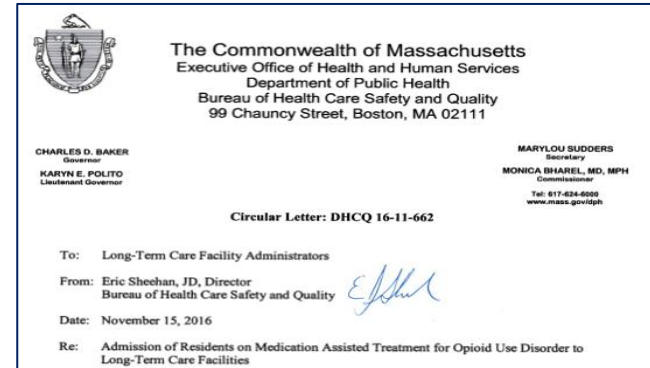 The Commonwealth of Massachusetts
Executive Office of Health and Human Services
Department of Public Health
Bureau of Health Care Safety and Quality
99 Chauncy Street, Boston, MA 02111
CHARLES D. BAKER
Governor
KARYN E. POLITO
Lieutenant Governor
MARYLOU SUDDERS
Secretary
MONICA BHAREL, MD, MPH
Commissioner
Tel: 617-624-6000
www.mass.gov/dph
Circular Letter: DHCQ 16-11-662
To: Long-Term Care Facility Administrators
From: Eric Sheehan, JD, Director
Bureau of Health Care Safety and Quality
Date: November 15, 2016
Re: Admission of Residents on Medication Assisted Treatment for Opioid Use Disorder to
Long-Term Care Facilities